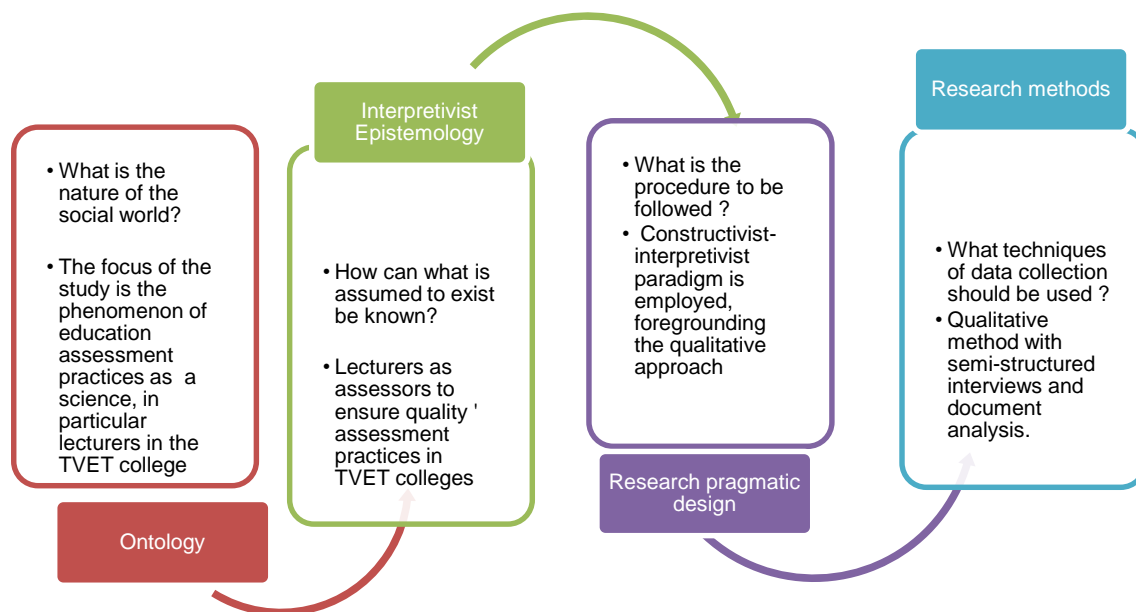 • What is the
nature of the
social world?
• The focus of the
study is the
phenomenon of
education
assessment
practices as a
science, in
particular
lecturers in the
TVET college
Ontology
Interpretivist
Epistemology
• How can what is
assumed to exist
be known?
• Lecturers as
assessors to
ensure quality '
assessment
practices in
TVET colleges
• What is the
procedure to be
followed ?
• Constructivist-
interpretivist
paradigm is
employed,
foregrounding
the qualitative
approach
Research pragmatic
design
Research methods
• What techniques
of data collection
should be used ?
• Qualitative
method with
semi-structured
interviews and
document
analysis.